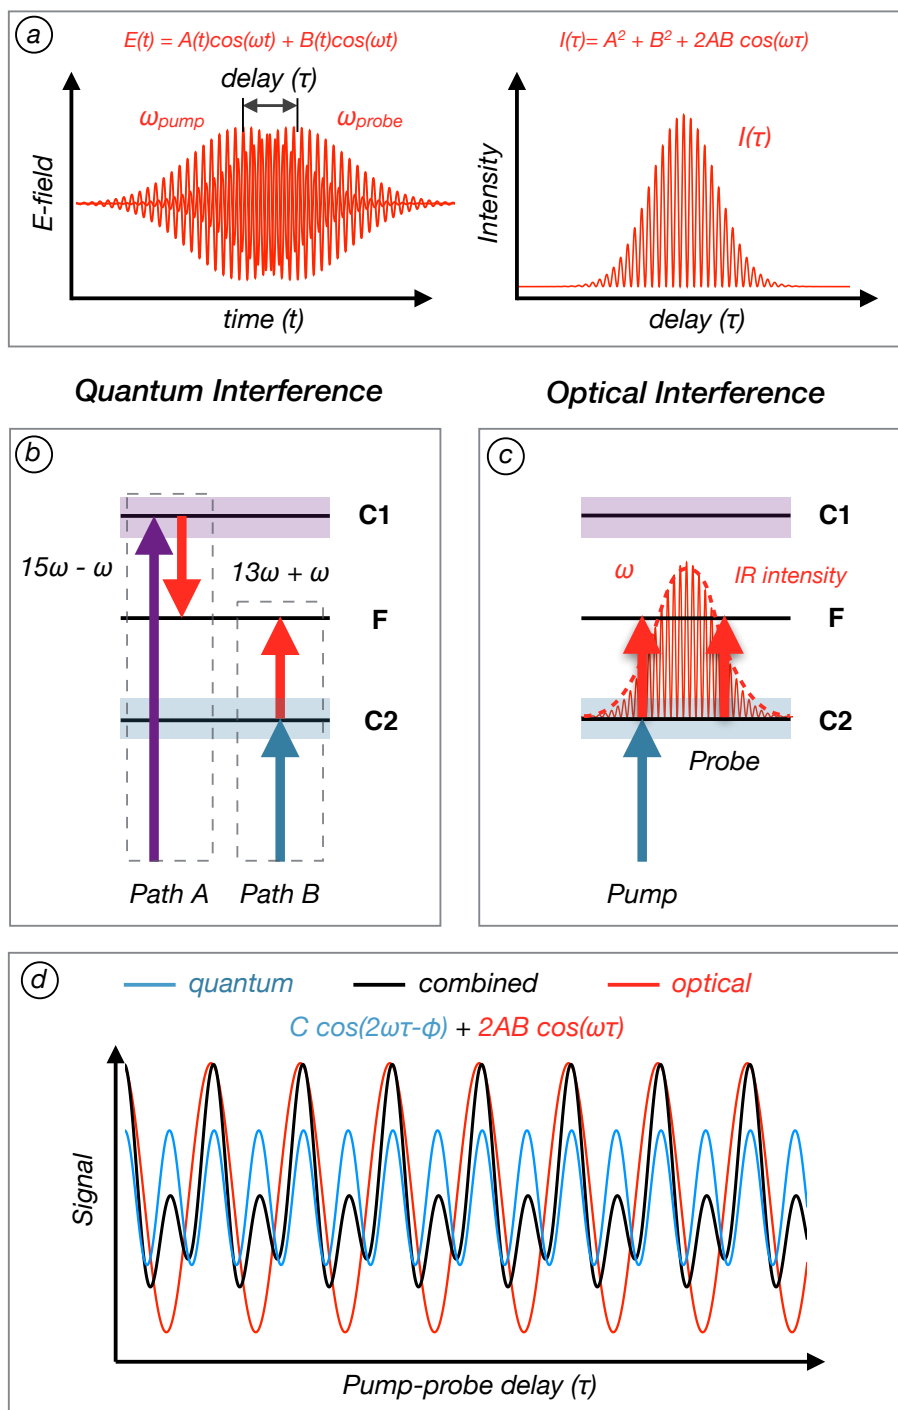 a
E(t) = A(t)cos(ωt) + B(t)cos(ωt)
delay (τ)
ωpump
ωprobe
E-field
time (t)
I(τ)= A² + B² + 2AB cos(ωτ)
I(τ)
Intensity
delay (τ)
Quantum Interference
Optical Interference
b
C1
15ω - ω
13ω + ω
F
C2
Path A
Path B
c
C1
ω
IR intensity
F
C2
Probe
Pump
d
quantum
combined
optical
C cos(2ωτ-ϕ) + 2AB cos(ωτ)
Signal
Pump-probe delay (τ)